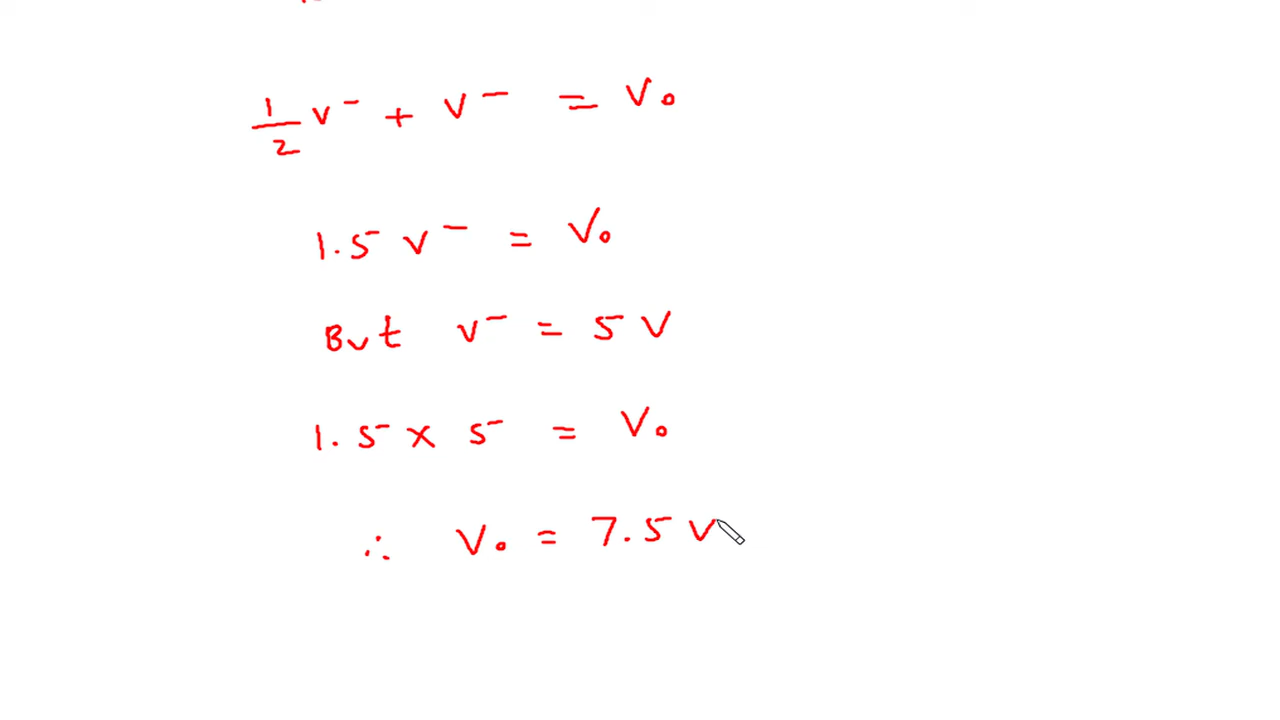 1/2 v⁻ + v⁻ = V₀
1.5 v⁻ = V₀
But v⁻ = 5 V
1.5 × 5 = V₀
∴ V₀ = 7.5 V